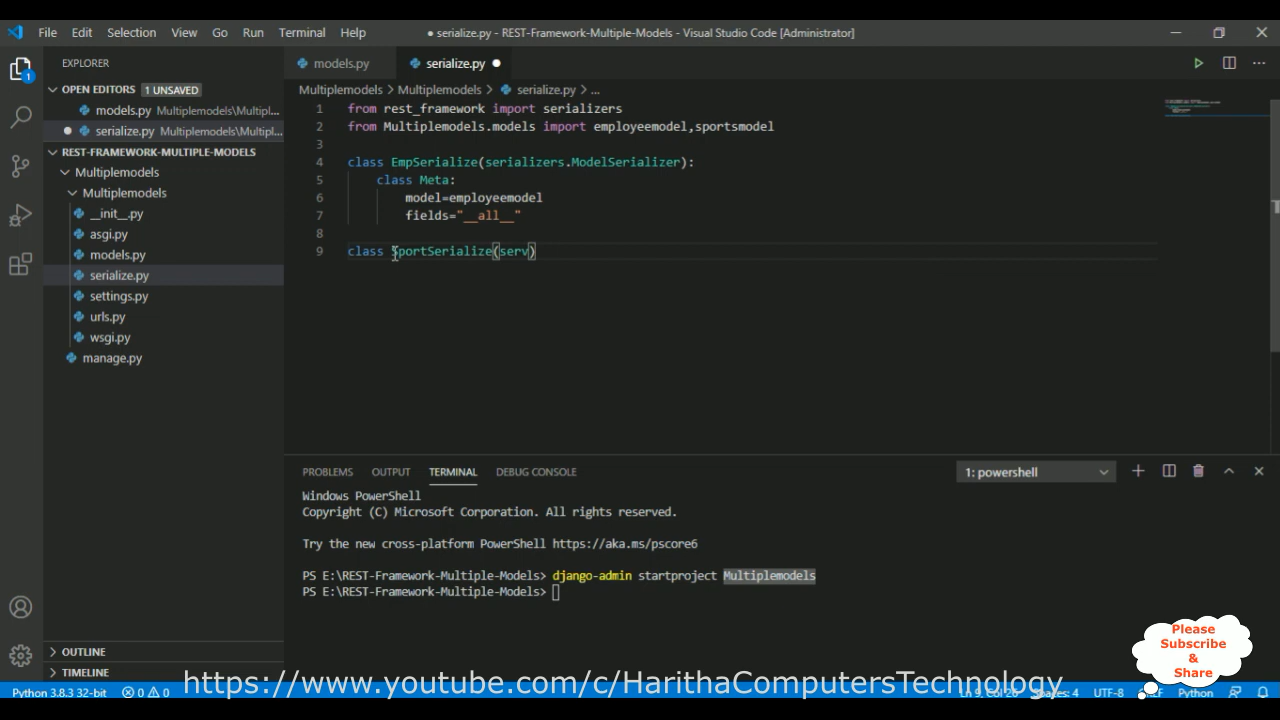 File Edit Selection View Go Run Terminal Help
● serialize.py - REST-Framework-Multiple-Models - Visual Studio Code [Administrator]
EXPLORER
models.py
serialize.py
OPEN EDITORS 1 UNSAVED
models.py Multiplemodels\Multipl...
serialize.py Multiplemodels\Multipl...
REST-FRAMEWORK-MULTIPLE-MODELS
Multiplemodels
Multiplemodels
__init__.py
asgi.py
models.py
serialize.py
settings.py
urls.py
wsgi.py
manage.py
OUTLINE
TIMELINE
Multiplemodels > Multiplemodels > serialize.py > ...
1 from rest_framework import serializers
2 from Multiplemodels.models import employeemodel,sportsmodel
3
4 class EmpSerialize(serializers.ModelSerializer):
5 class Meta:
6 model=employeemodel
7 fields="__all__"
8
9 class SportSerialize(serv)
PROBLEMS OUTPUT TERMINAL DEBUG CONSOLE
1: powershell
Windows PowerShell
Copyright (C) Microsoft Corporation. All rights reserved.
Try the new cross-platform PowerShell https://aka.ms/pscore6
PS E:\REST-Framework-Multiple-Models> django-admin startproject Multiplemodels
PS E:\REST-Framework-Multiple-Models>
Please
Subscribe
&
Share
https://www.youtube.com/c/HarithaComputersTechnology
1
Python 3.8.3 32-bit 0 0 Ln 9, Col 26 Spaces: 4 UTF-8 Python